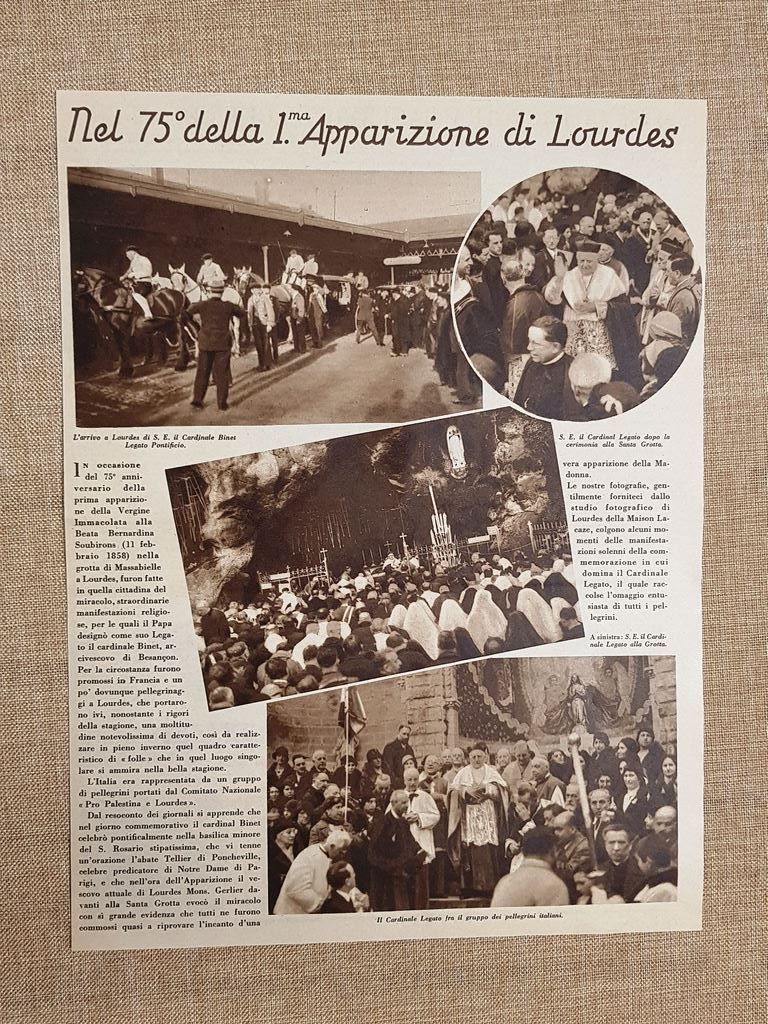 Nel 75° della 1.ma Apparizione di Lourdes
L'arrivo a Lourdes di S. E. il Cardinale Binet
Legato Pontificio.
S. E. il Cardinal Legato dopo la
cerimonia alla Santa Grotta.
IN occasione
del 75° anni-
versario della
prima apparizio-
ne della Vergine
Immacolata alla
Beata Bernardina
Soubirons (11 feb-
braio 1858) nella
grotta di Massabielle
a Lourdes, furon fatte
in quella cittadina del
miracolo, straordinarie
manifestazioni religio-
se, per le quali il Papa
designò come suo Lega-
to il cardinale Binet, ar-
civescovo di Besançon.
Per la circostanza furono
promossi in Francia e un
po' dovunque pellegrinag-
gi a Lourdes, che portaro-
no ivi, nonostante i rigori
della stagione, una moltitu-
dine notevolissima di devoti, così da realiz-
zare in pieno inverno quel quadro caratte-
ristico di « folle » che in quel luogo singo-
lare si ammira nella bella stagione.
L'Italia era rappresentata da un gruppo
di pellegrini portati dal Comitato Nazionale
« Pro Palestina e Lourdes ».
Dal resoconto dei giornali si apprende che
nel giorno commemorativo il cardinal Binet
celebrò pontificalmente nella basilica minore
del S. Rosario stipatissima, che vi tenne
un'orazione l'abate Tellier di Poncheville,
celebre predicatore di Notre Dame di Pa-
rigi, e che nell'ora dell'Apparizione il ve-
scovo attuale di Lourdes Mons. Gerlier da-
vanti alla Santa Grotta evocò il miracolo
con sì grande evidenza che tutti ne furono
commossi quasi a riprovare l'incanto d'una
vera apparizione della Ma-
donna.
Le nostre fotografie, gen-
tilmente forniteci dallo
studio fotografico di
Lourdes della Maison La-
caze, colgono alcuni mo-
menti delle manifesta-
zioni solenni della com-
memorazione in cui
domina il Cardinale
Legato, il quale rac-
colse l'omaggio entu-
siasta di tutti i pel-
legrini.
A sinistra: S. E. il Cardi-
nale Legato alla Grotta.
Il Cardinale Legato fra il gruppo dei pellegrini italiani.